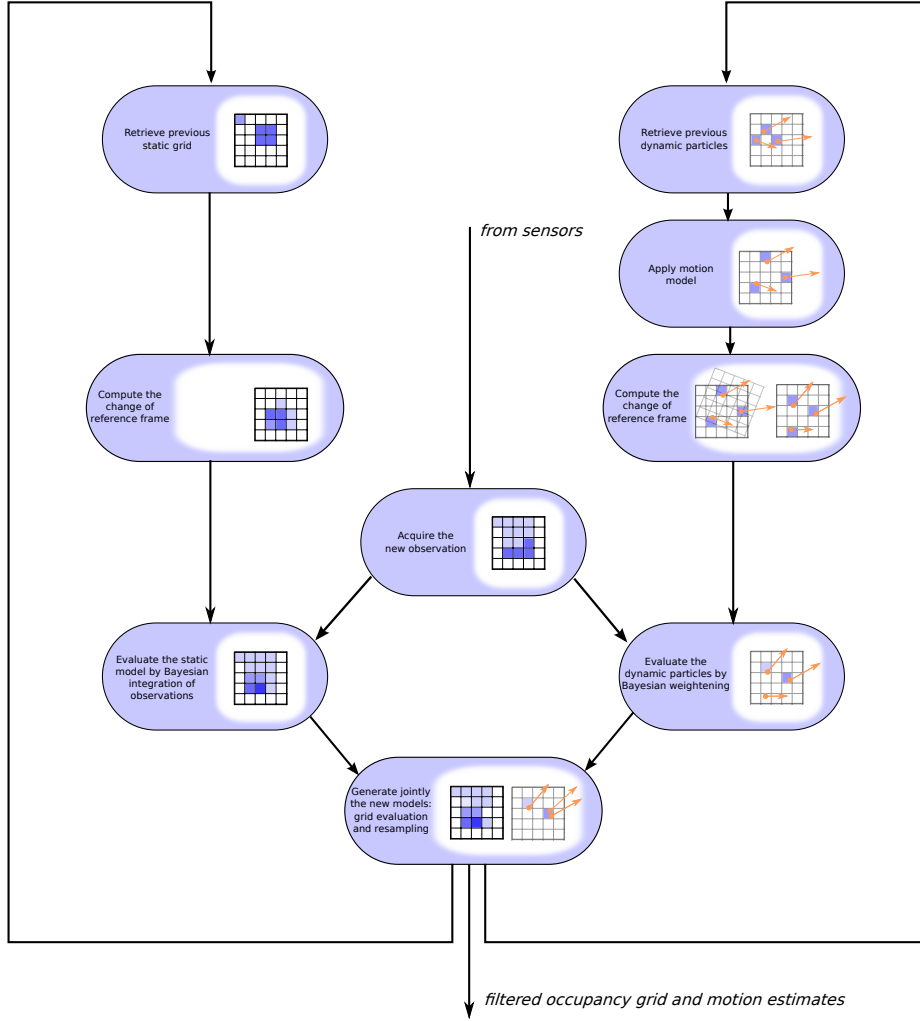 Retrieve previous
static grid
Retrieve previous
dynamic particles
from sensors
Apply motion
model
Compute the
change of
reference frame
Compute the
change of
reference frame
Acquire the
new observation
Evaluate the static
model by Bayesian
integration of
observations
Evaluate the
dynamic particles by
Bayesian weightening
Generate jointly
the new models:
grid evaluation
and resampling
filtered occupancy grid and motion estimates